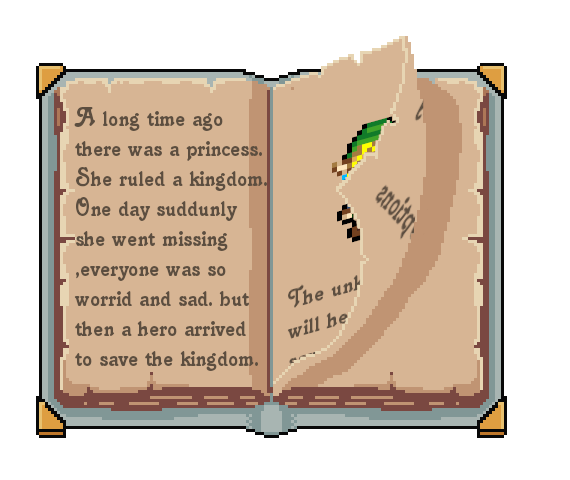 A long time ago
there was a princess.
She ruled a kingdom.
One day suddunly
she went missing
,everyone was so
worrid and sad. but
then a hero arrived
to save the kingdom.
The
will he